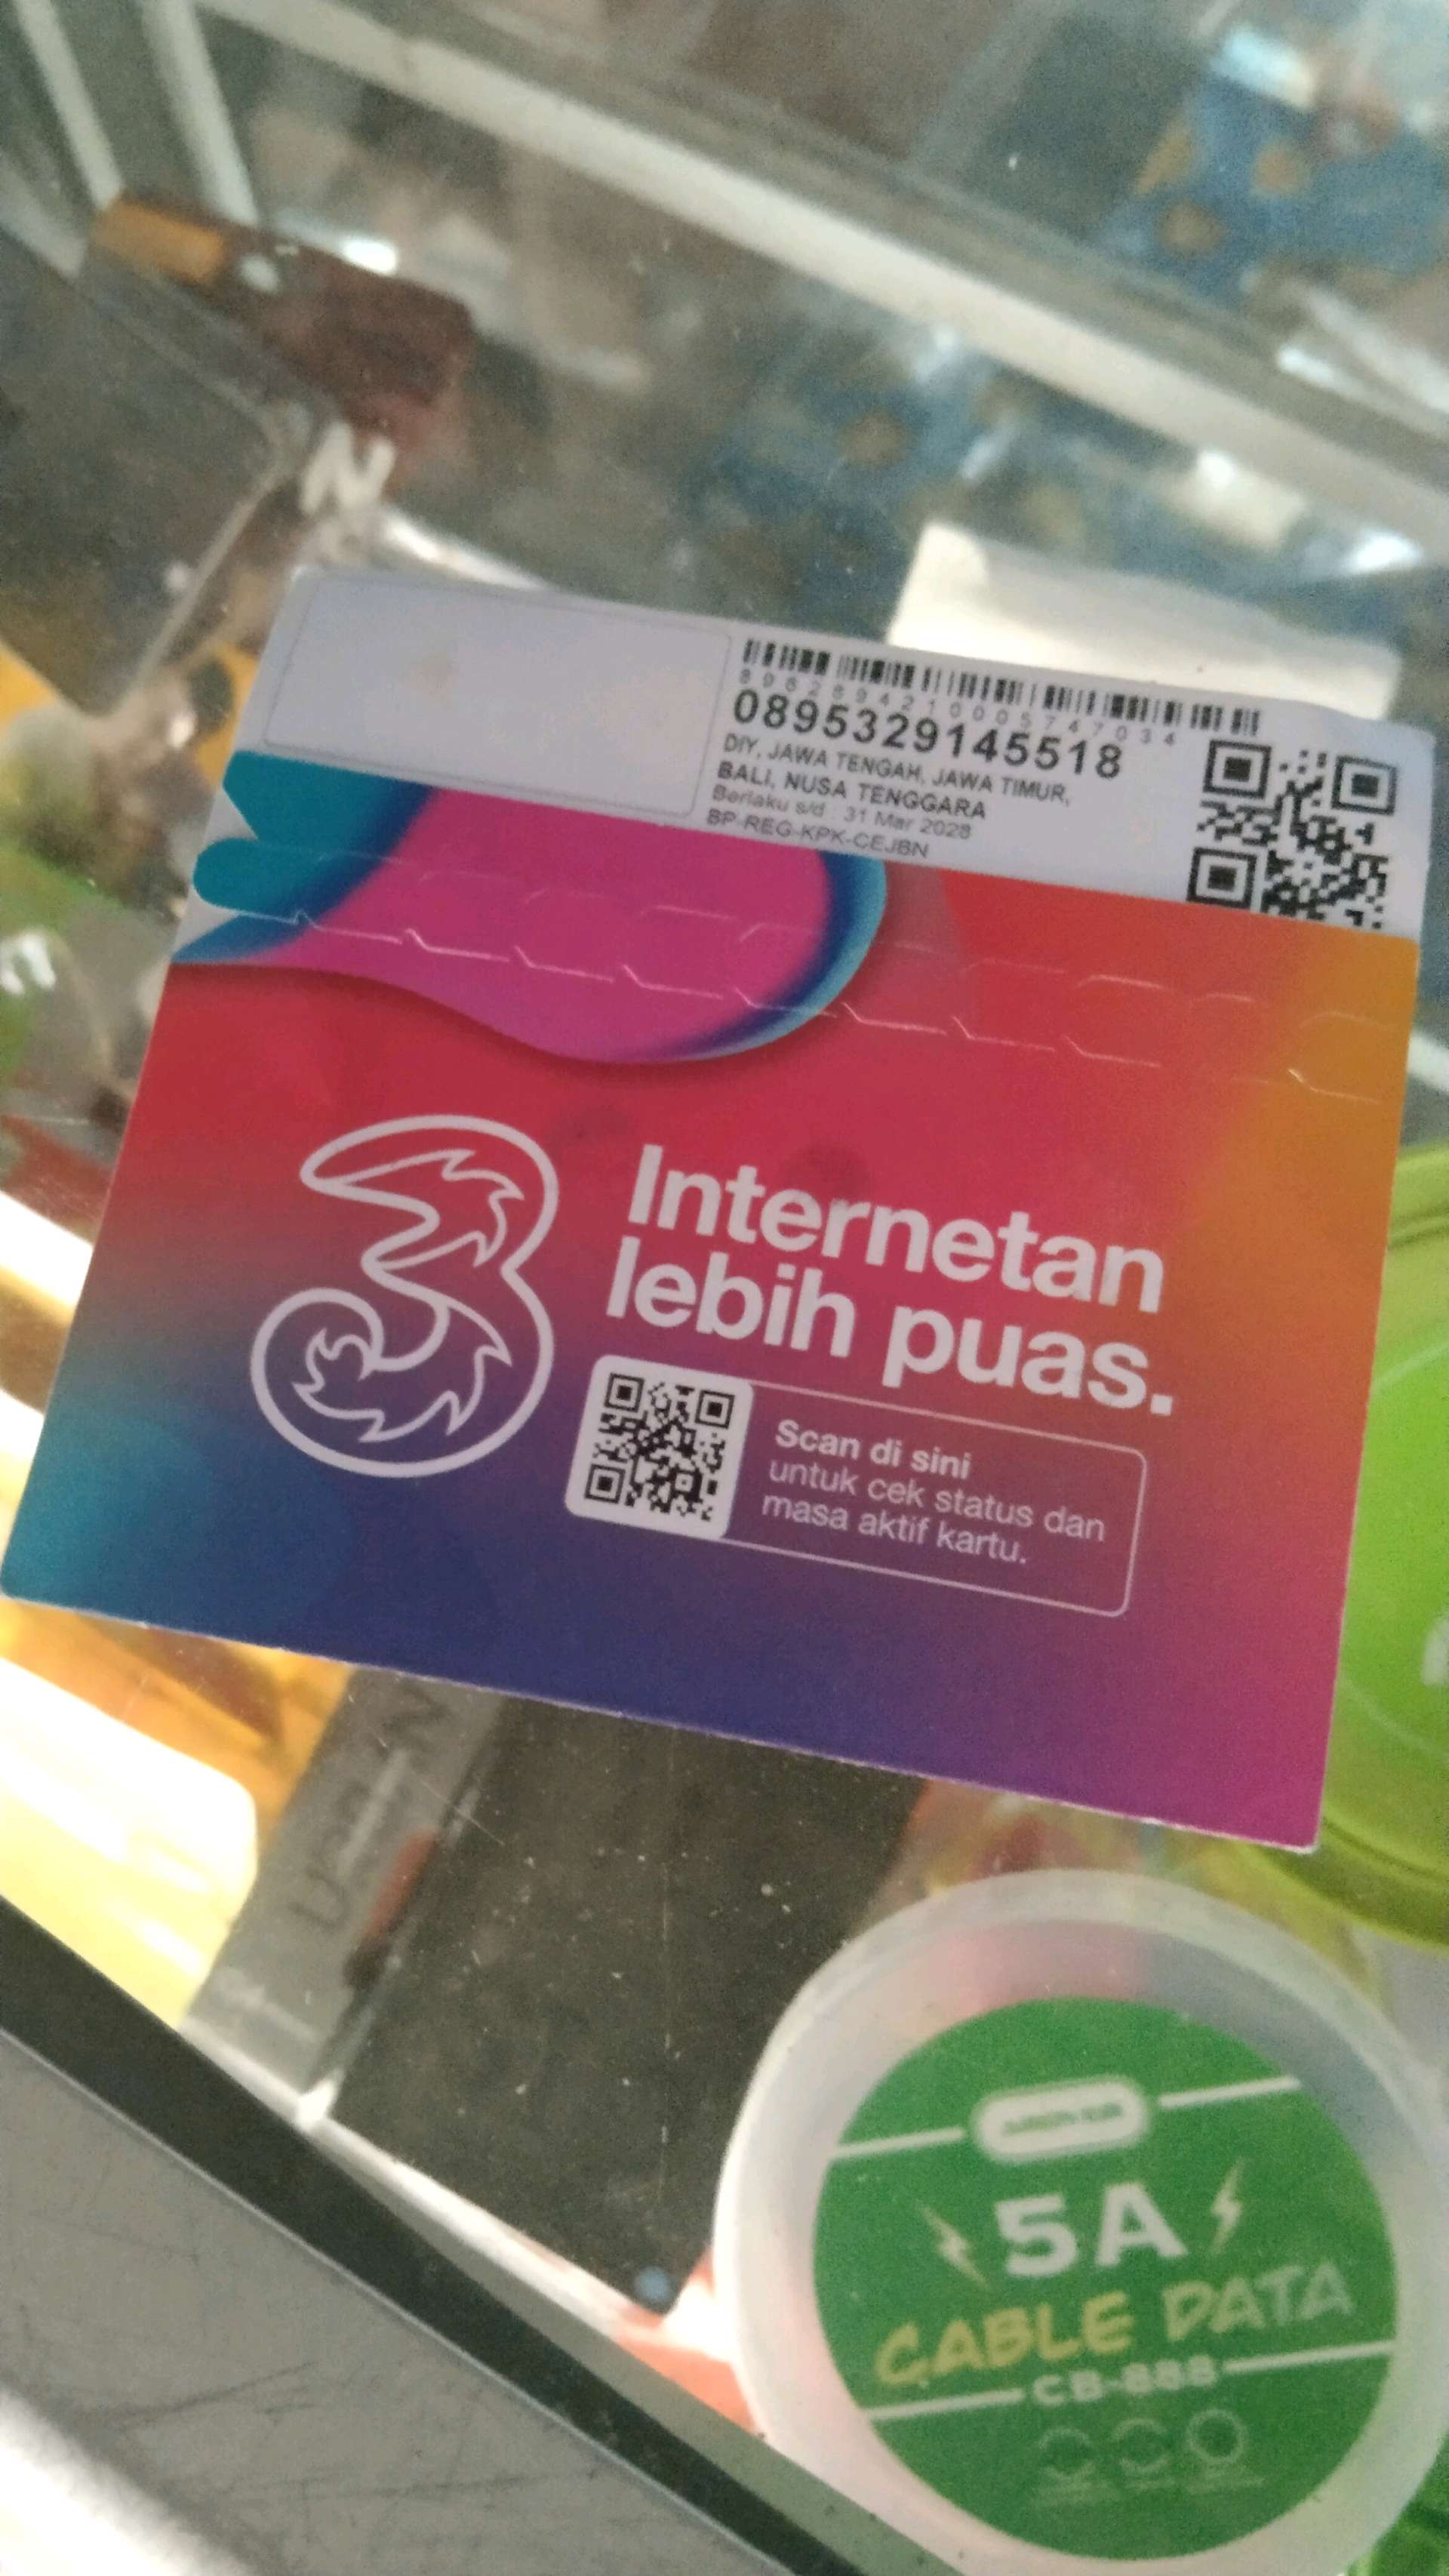 8962894210005747034
0895329145518
DIY, JAWA TENGAH, JAWA TIMUR,
BALI, NUSA TENGGARA
Berlaku s/d : 31 Mar 2028
BP-REG-KPK-CEJBN
3
Internetan
lebih puas.
Scan di sini
untuk cek status dan
masa aktif kartu.
5A
CABLE DATA
CB-888